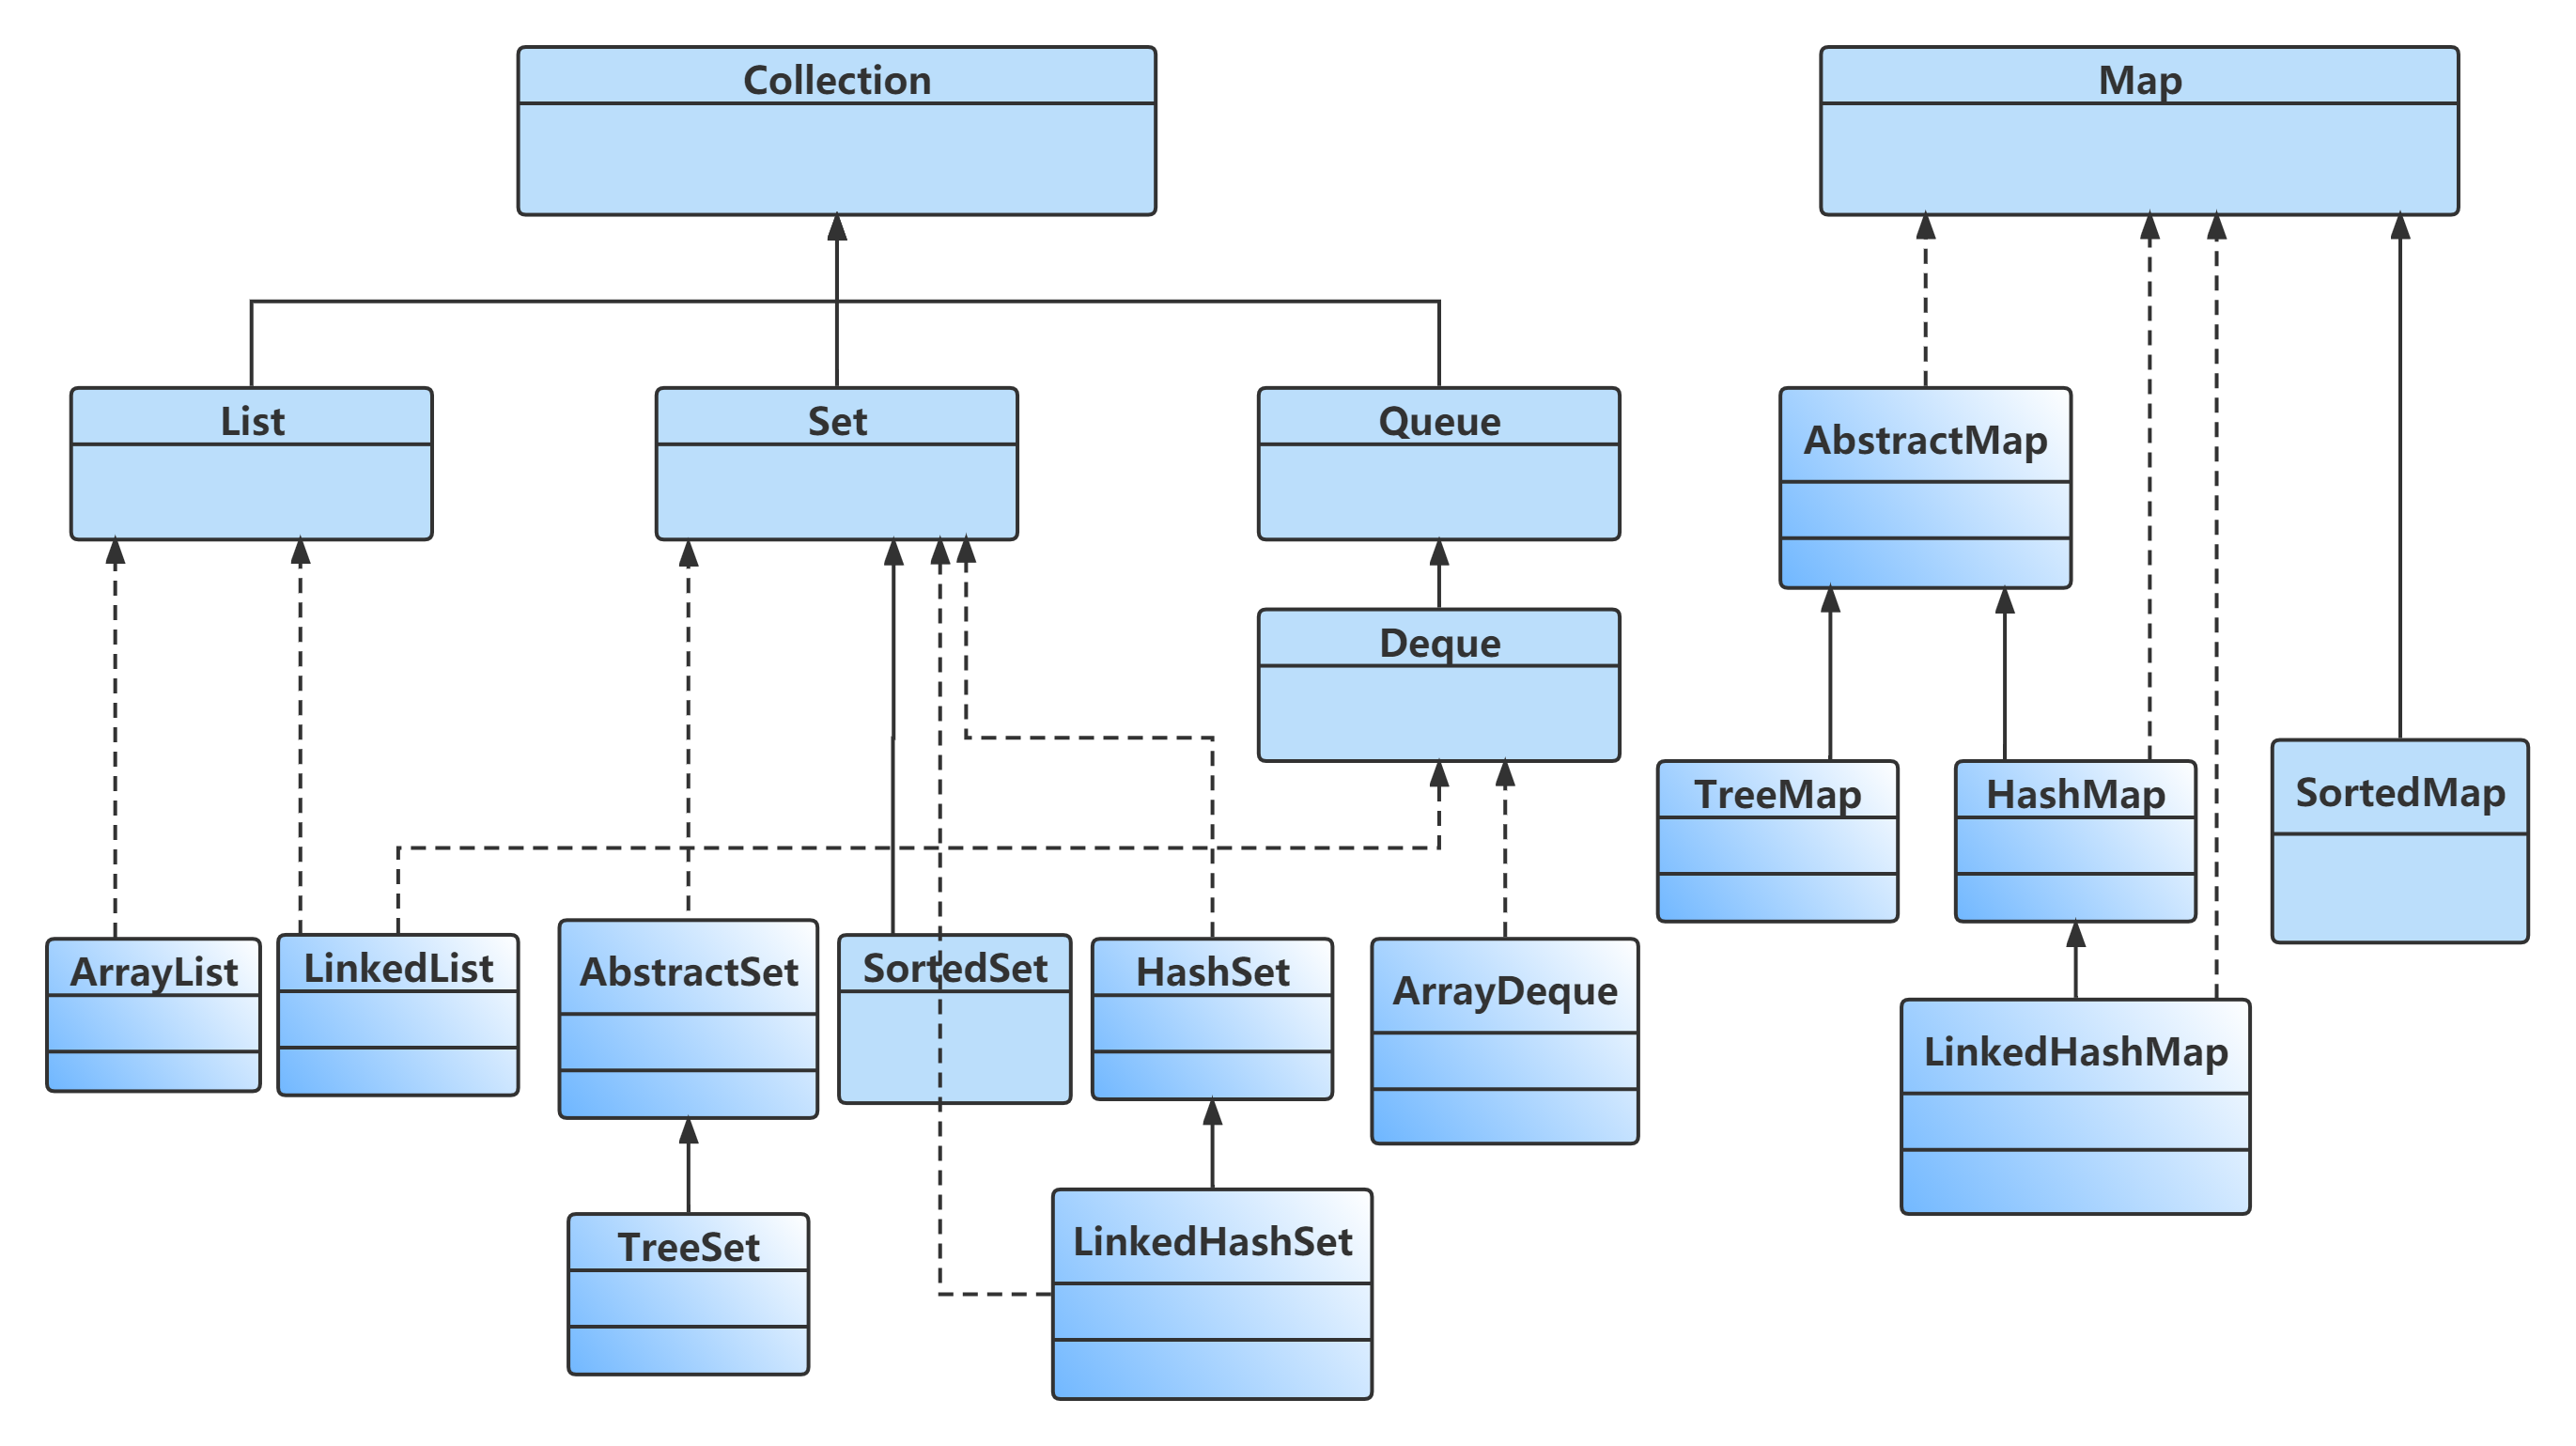 Collection
Map
List
Set
Queue
AbstractMap
Deque
TreeMap
HashMap
SortedMap
ArrayList
LinkedList
AbstractSet
SortedSet
HashSet
ArrayDeque
LinkedHashMap
TreeSet
LinkedHashSet